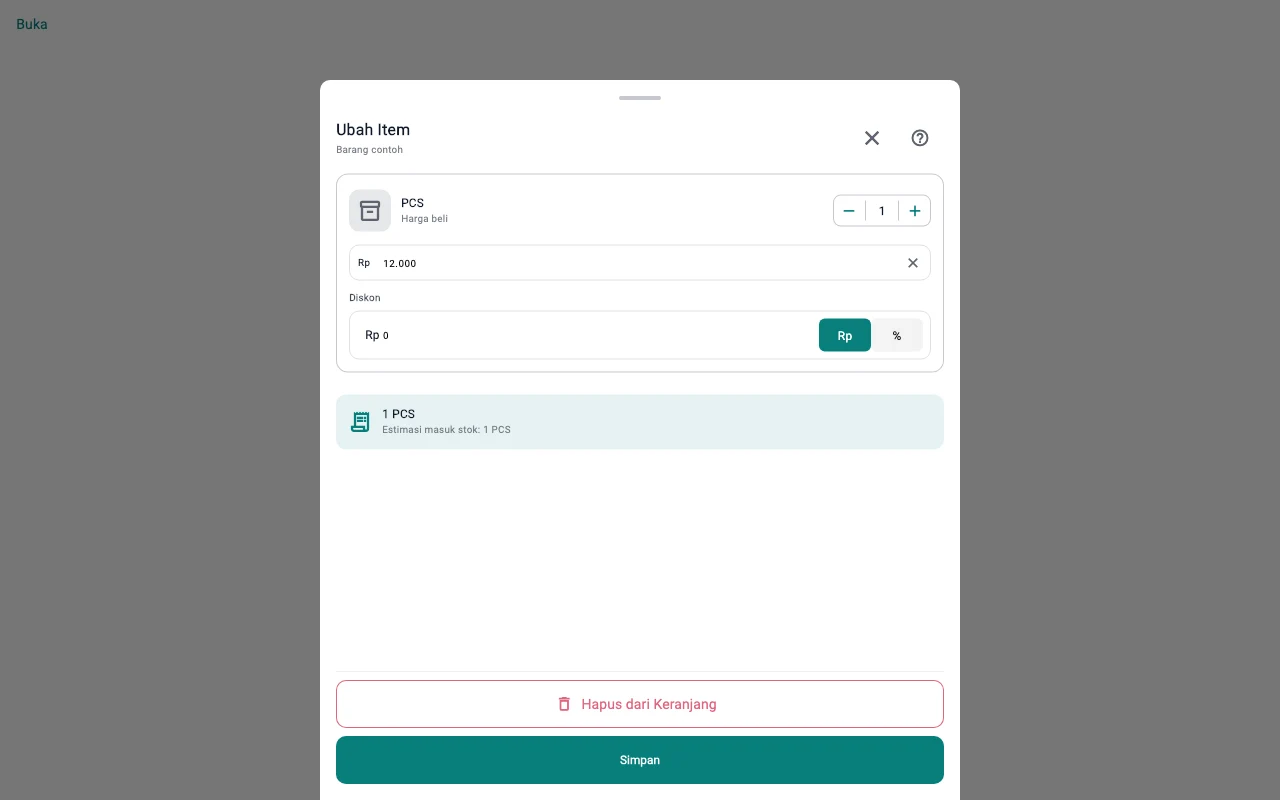 Buka
Ubah Item
Barang contoh
PCS
Harga beli
1
Rp 12.000
Diskon
Rp 0
Rp
%
1 PCS
Estimasi masuk stok: 1 PCS
Hapus dari Keranjang
Simpan